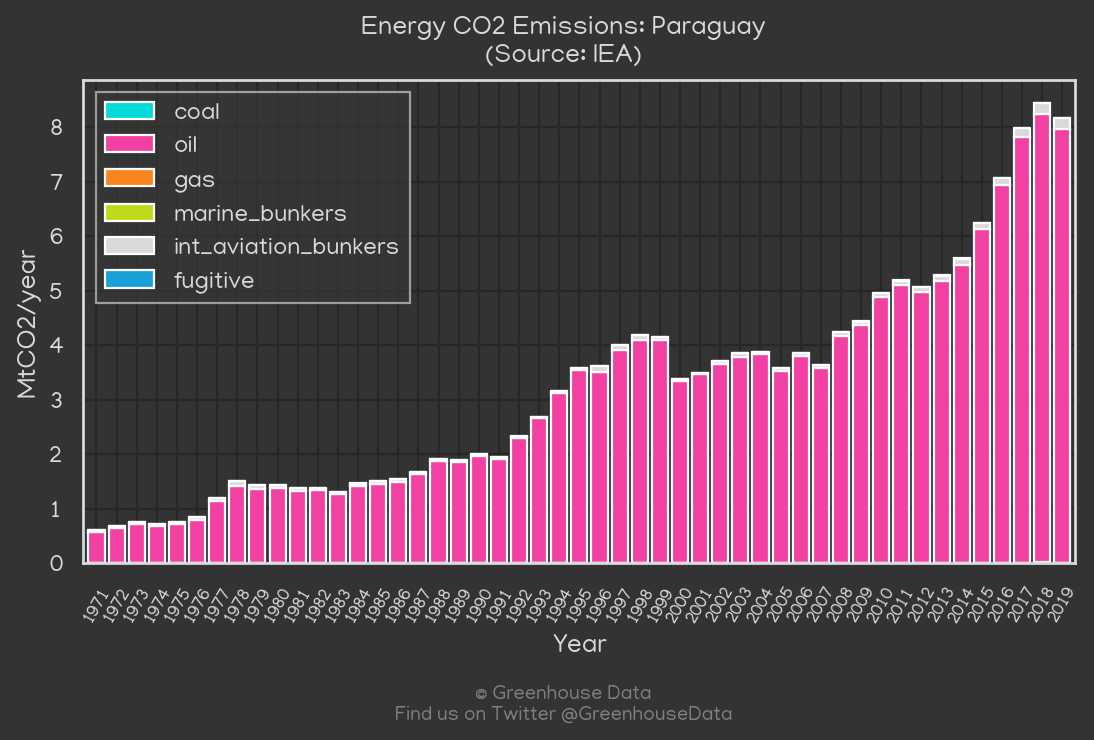 Energy CO2 Emissions: Paraguay
(Source: IEA)
coal
oil
gas
marine_bunkers
int_aviation_bunkers
fugitive
MtCO2/year
8
7
6
5
4
3
2
1
0
1971 1972 1973 1974 1975 1976 1977 1978 1979 1980 1981 1982 1983 1984 1985 1986 1987 1988 1989 1990 1991 1992 1993 1994 1995 1996 1997 1998 1999 2000 2001 2002 2003 2004 2005 2006 2007 2008 2009 2010 2011 2012 2013 2014 2015 2016 2017 2018 2019
Year
© Greenhouse Data
Find us on Twitter @GreenhouseData